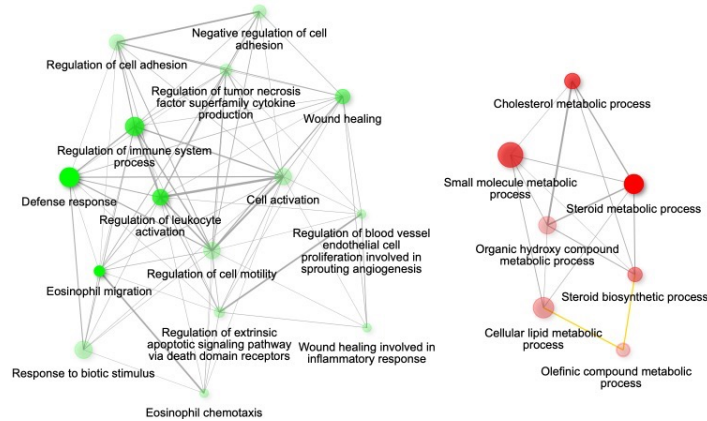 Negative regulation of cell
adhesion
Regulation of cell adhesion
Regulation of tumor necrosis
factor superfamily cytokine
production
Wound healing
Regulation of immune system
process
Defense response
Regulation of leukocyte
activation
Cell activation
Regulation of blood vessel
endothelial cell
proliferation involved in
sprouting angiogenesis
Regulation of cell motility
Eosinophil migration
Regulation of extrinsic
apoptotic signaling pathway
via death domain receptors
Wound healing involved in
inflammatory response
Response to biotic stimulus
Eosinophil chemotaxis
Cholesterol metabolic process
Small molecule metabolic
process
Steroid metabolic process
Organic hydroxy compound
metabolic process
Steroid biosynthetic process
Cellular lipid metabolic
process
Olefinic compound metabolic
process